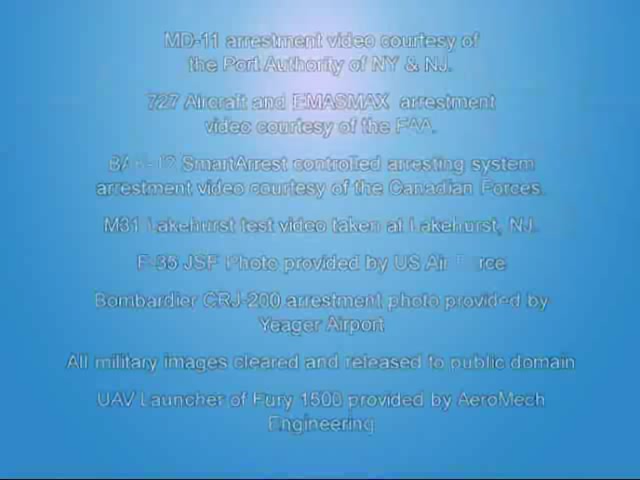 MD-11 arrestment video courtesy of
the Port Authority of NY & NJ.
727 Aircraft and EMASMAX arrestment
video courtesy of the FAA.
SmartArrest controlled arresting system
arrestment video courtesy of the Canadian Forces.
M31 Lakehurst test video taken at Lakehurst, NJ.
F-35 JSF Photo provided by US Air Force
Bombardier CRJ-200 arrestment photo provided by
Yeager Airport
All military images cleared and released to public domain
UAV Launcher of Fury 1500 provided by AeroMech
Engineering